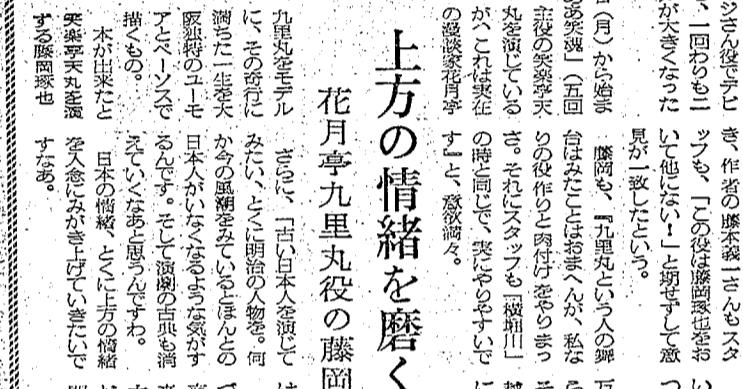 上方の情緒を磨く
花月亭九里丸役の藤岡
ジさん役でデビ
、一回わりも二
が大きくなった
日（月）から始ま
ああ笑魂」（五回
主役の笑楽亭天
丸を演じている
が、これは実在
の漫談家花月亭
九里丸をモデル
に、その奇行に
満ちた一生を大
阪独特のユーモ
アとペーソスで
描くもの。
本が出来たと
き、作者の藤本義一さんもスタ
ッフも、「この役は藤岡琢也をお
いて他にない！」と期せずして意
見が一致したという。
藤岡も、『九里丸という人の舞
台はみたことはおまへんが、私な
りの役作りと肉付けをやりまっ
さ。それにスタッフも「横堀川」
の時と同じで、実にやりやすいで
す』と、意欲満々。
さらに、「古い日本人を演じて
みたい、とくに明治の人物を。何
か今の風潮をみているとほんとの
日本人がいなくなるような気がす
るんです。そして演劇の古典も消
えていくなあと思うんですわ。
日本の情緒、とくに上方の情緒
を入念にみがき上げていきたいで
すなあ。
笑楽亭天丸を演
ずる藤岡琢也